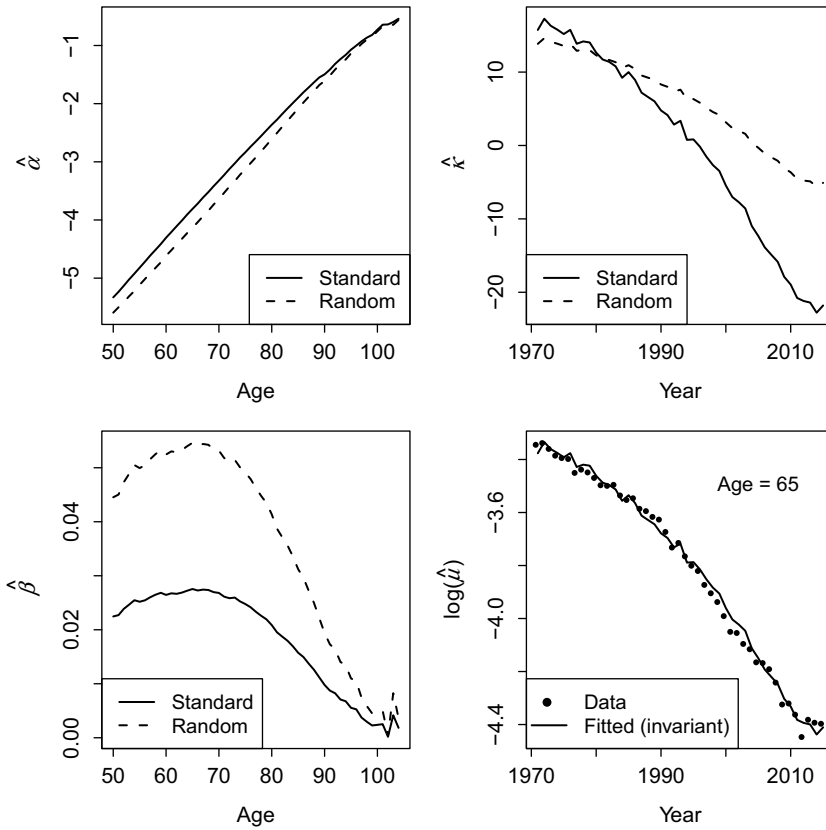 α̂
−1
−2
−3
−4
−5
Standard
Random
50 60 70 80 90 100
Age
κ̂
10
0
−10
−20
Standard
Random
1970 1990 2010
Year
β̂
0.04
0.02
0.00
Standard
Random
50 60 70 80 90 100
Age
log(μ̂)
−3.6
−4.0
−4.4
Age = 65
Data
Fitted (invariant)
1970 1990 2010
Year